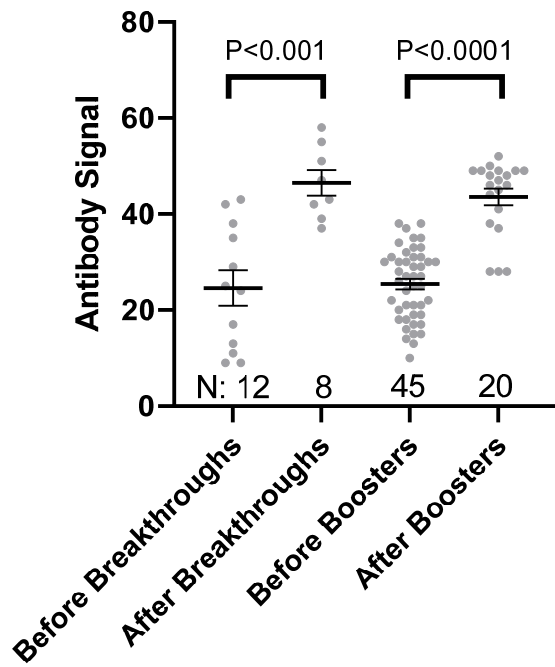 P<0.001
P<0.0001
Antibody Signal
80
60
40
20
0
N: 12
8
45
20
Before Breakthroughs
After Breakthroughs
Before Boosters
After Boosters